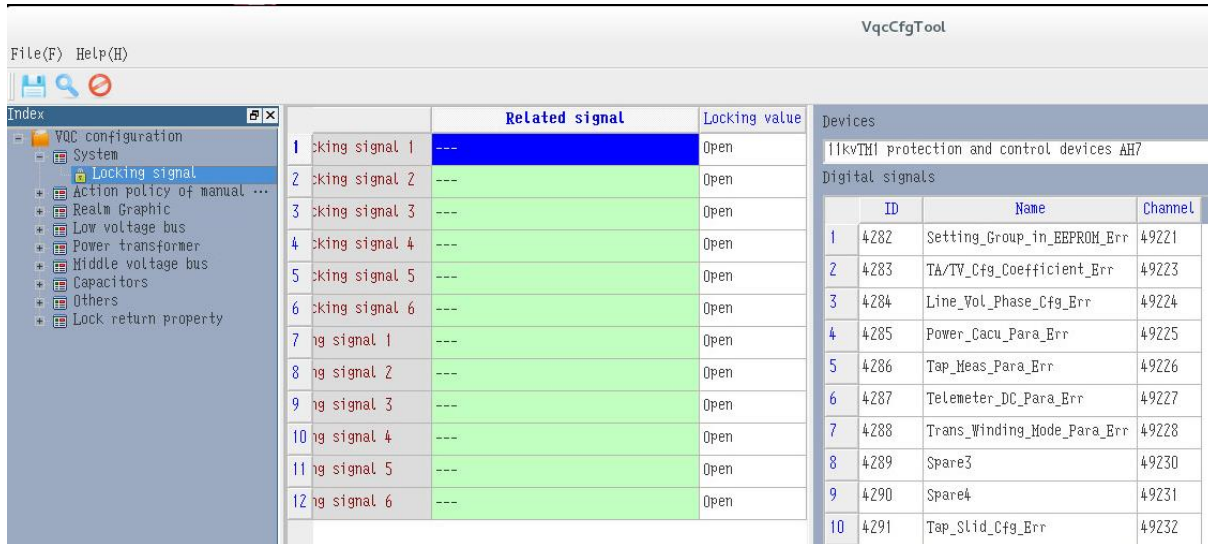 VqcCfgTool
File(F) Help(H)
Index
VQC configuration
System
Locking signal
Action policy of manual ...
Realm Graphic
Low voltage bus
Power transformer
Middle voltage bus
Capacitors
Others
Lock return property
Related signal Locking value
1 cking signal 1 --- Open
2 cking signal 2 --- Open
3 cking signal 3 --- Open
4 cking signal 4 --- Open
5 cking signal 5 --- Open
6 cking signal 6 --- Open
7 ng signal 1 --- Open
8 ng signal 2 --- Open
9 ng signal 3 --- Open
10 ng signal 4 --- Open
11 ng signal 5 --- Open
12 ng signal 6 --- Open
Devices
11kvTM1 protection and control devices AH7
Digital signals
ID Name Channel
1 4282 Setting_Group_in_EEPROM_Err 49221
2 4283 TA/TV_Cfg_Coefficient_Err 49223
3 4284 Line_Vol_Phase_Cfg_Err 49224
4 4285 Power_Cacu_Para_Err 49225
5 4286 Tap_Meas_Para_Err 49226
6 4287 Telemeter_DC_Para_Err 49227
7 4288 Trans_Winding_Mode_Para_Err 49228
8 4289 Spare3 49230
9 4290 Spare4 49231
10 4291 Tap_Slid_Cfg_Err 49232